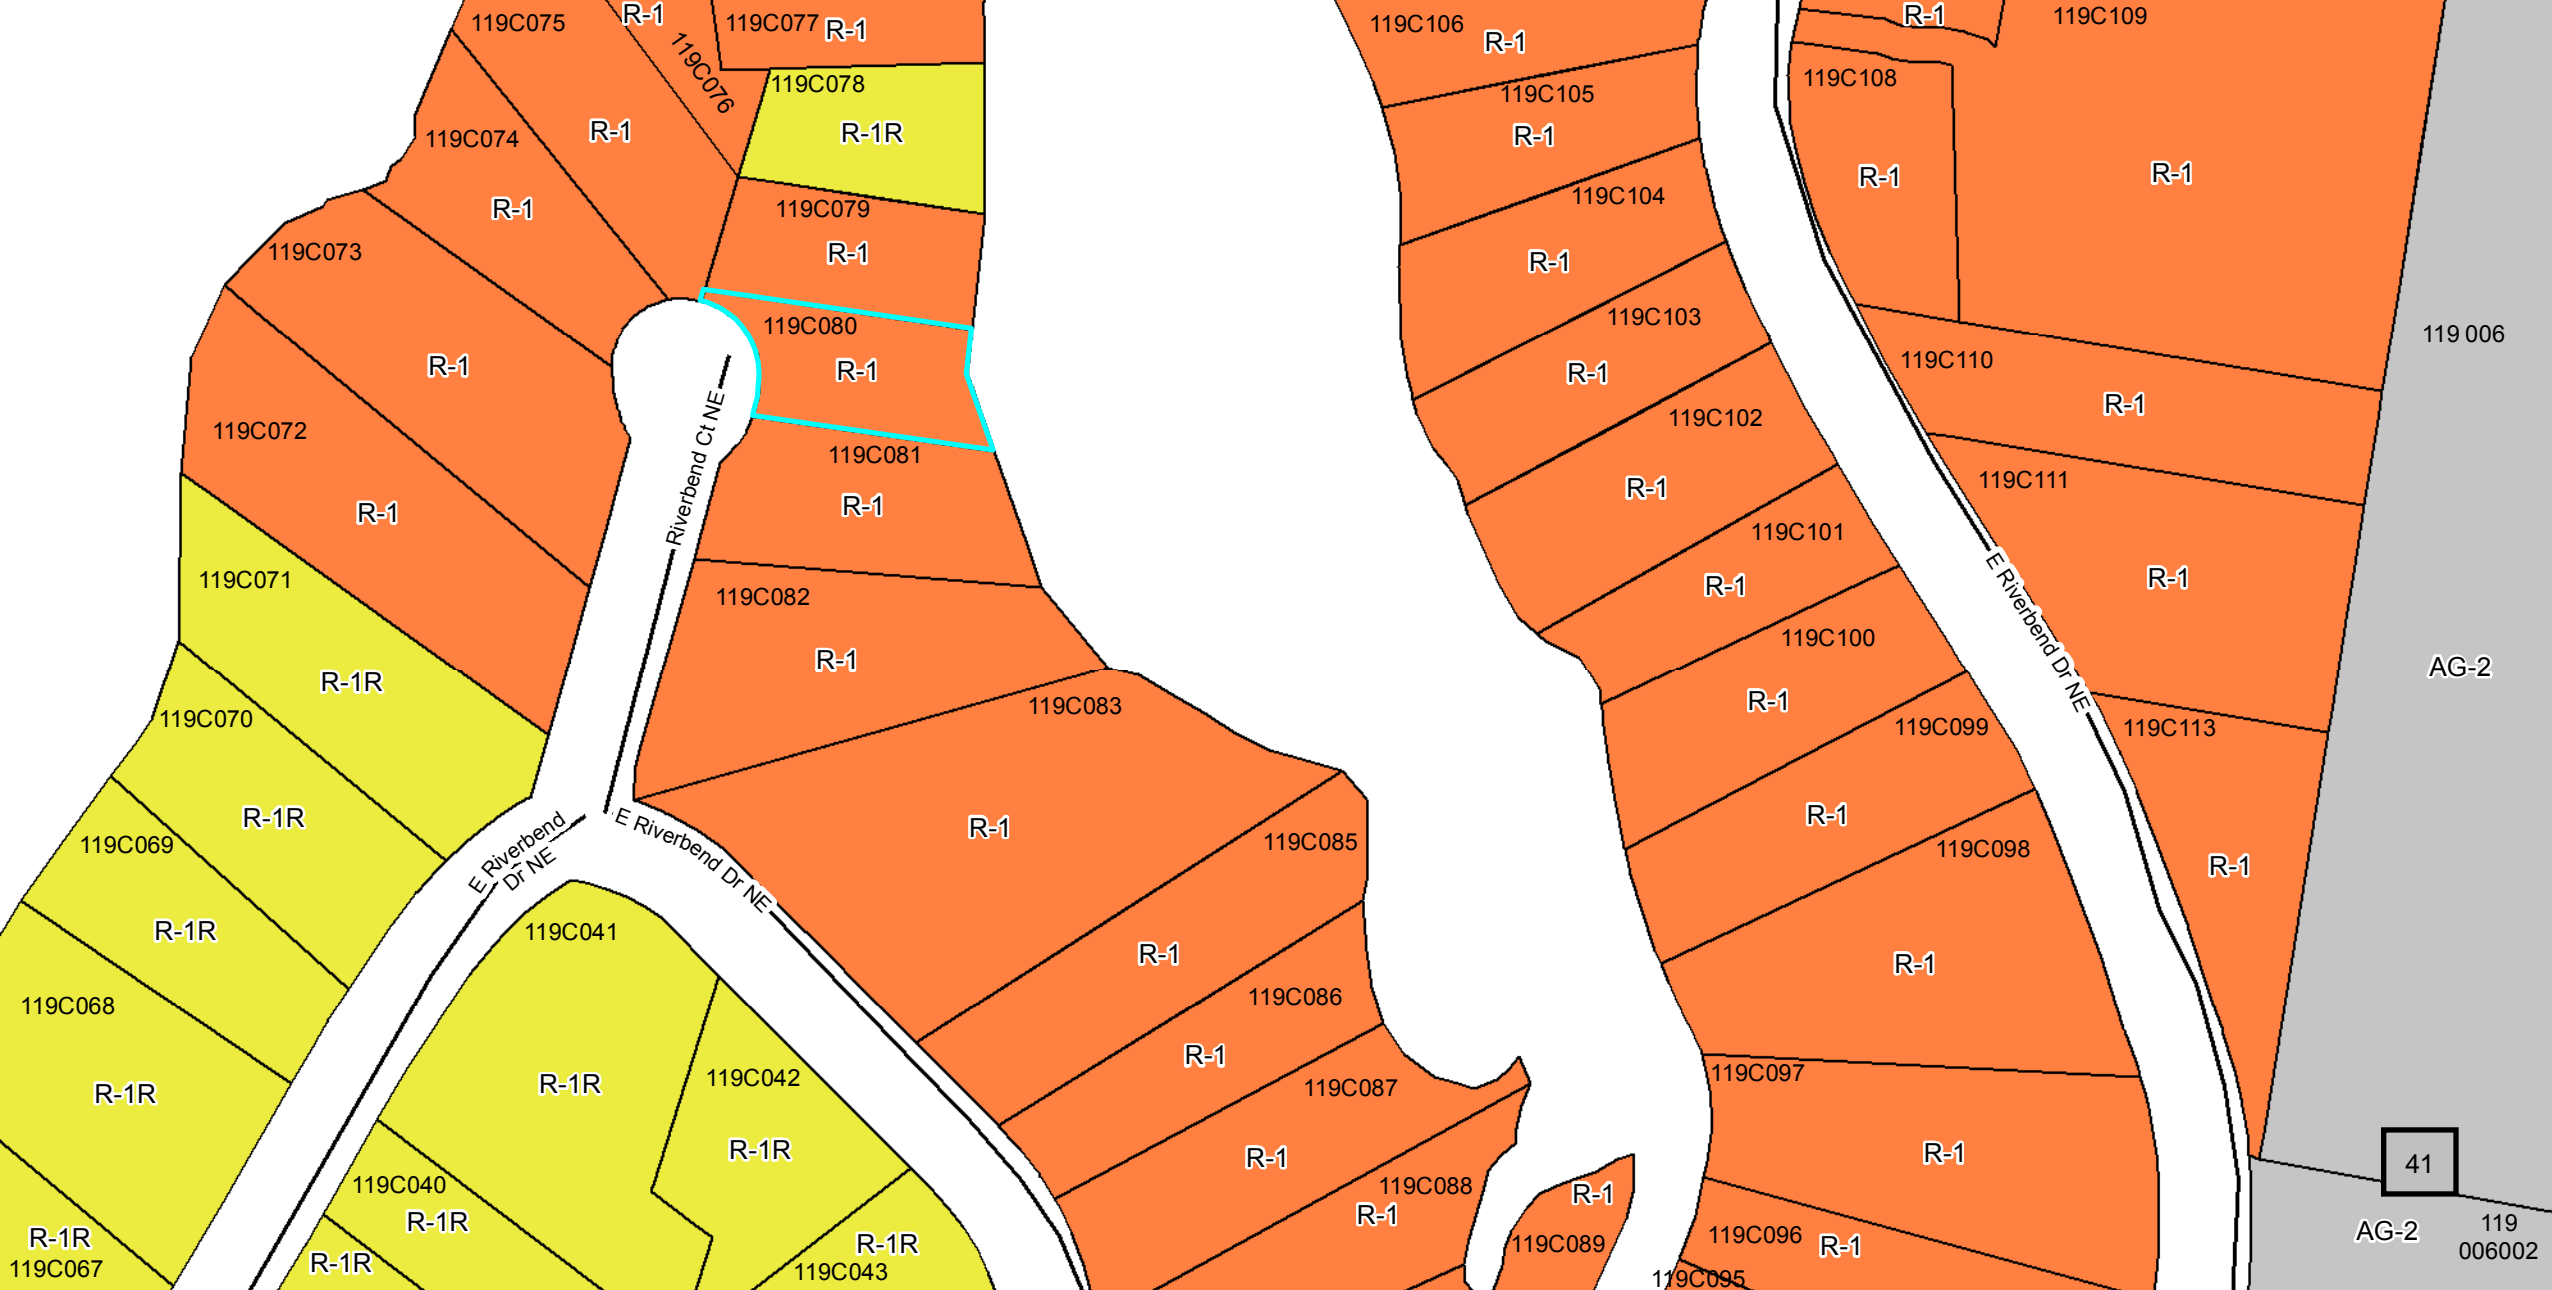 119C075
R-1
119C076
119C077
R-1
119C078
R-1R
119C074
R-1
R-1
119C079
R-1
119C073
R-1
119C080
R-1
Riverbend Ct NE
119C072
R-1
119C081
R-1
119C071
R-1R
119C082
R-1
119C070
R-1R
119C083
R-1
119C069
R-1R
E Riverbend
Dr NE
E Riverbend Dr NE
119C085
R-1
119C068
R-1R
119C041
R-1R
119C042
R-1R
119C086
R-1
119C087
R-1
R-1R
119C067
119C040
R-1R
R-1R
R-1R
119C043
119C088
R-1
R-1
119C089
119C106
R-1
119C105
R-1
119C104
R-1
119C103
R-1
119C102
R-1
119C101
R-1
119C100
R-1
119C099
R-1
119C098
R-1
119C097
R-1
119C096
R-1
119C095
R-1
119C109
119C108
R-1
R-1
119C110
R-1
119C111
R-1
E Riverbend Dr NE
119C113
R-1
119 006
AG-2
41
AG-2
119
006002